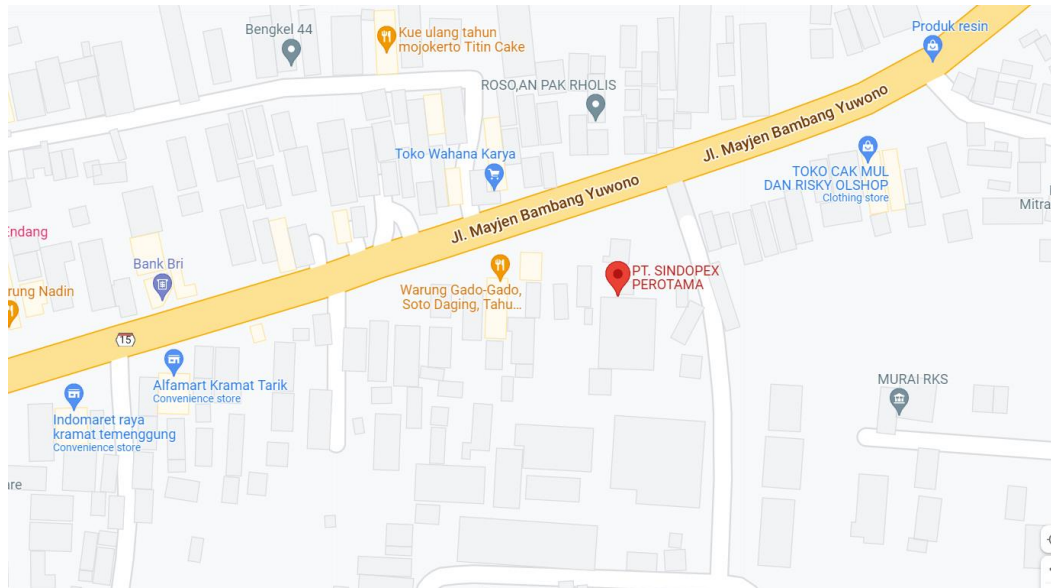 Bengkel 44
Kue ulang tahun
mojokerto Titin Cake
Produk resin
ROSO,AN PAK RHOLIS
Jl. Mayjen Bambang Yuwono
Toko Wahana Karya
TOKO CAK MUL
DAN RISKY OLSHOP
Clothing store
Mitra
Jl. Mayjen Bambang Yuwono
Endang
Bank Bri
PT. SINDOPEX
PEROTAMA
rung Nadin
Warung Gado-Gado,
Soto Daging, Tahu...
15
Alfamart Kramat Tarik
Convenience store
MURAI RKS
Indomaret raya
kramat temenggung
Convenience store
are